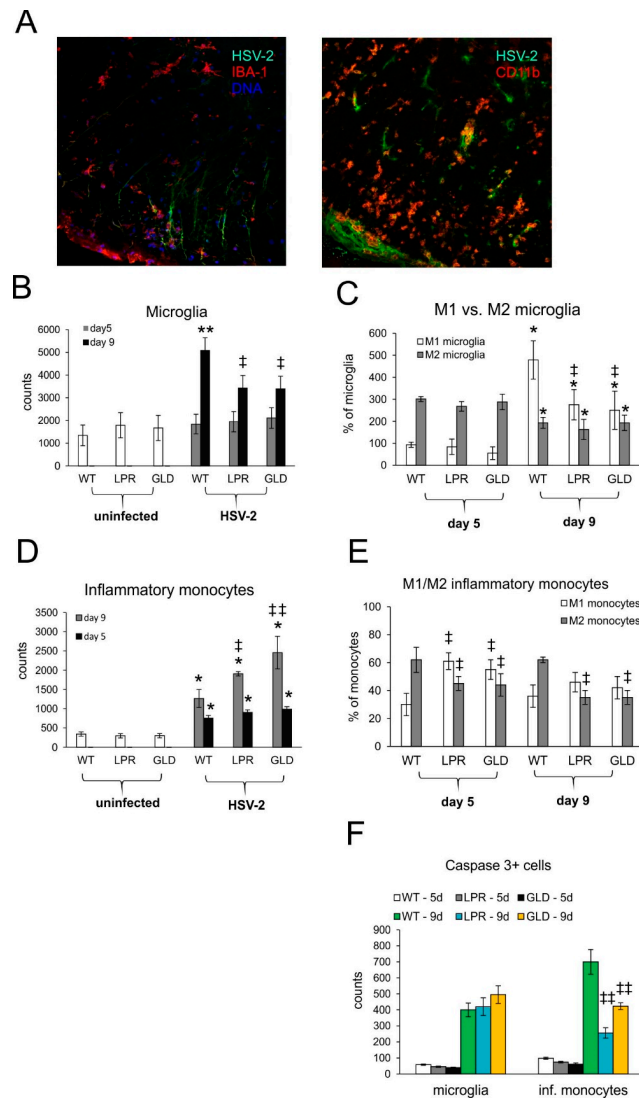 A
HSV-2
IBA-1
DNA
HSV-2
CD11b
B
Microglia
day5
day 9
counts
6000
5000
4000
3000
2000
1000
0
**
‡
‡
WT LPR GLD WT LPR GLD
uninfected HSV-2
C
M1 vs. M2 microglia
M1 microglia
M2 microglia
% of microglia
600
500
400
300
200
100
0
*
‡ ‡
* *
* * *
WT LPR GLD WT LPR GLD
day 5 day 9
D
Inflammatory monocytes
day 9
day 5
counts
3500
3000
2500
2000
1500
1000
500
0
‡‡
‡ *
* *
* * *
WT LPR GLD WT LPR GLD
uninfected HSV-2
E
M1/M2 inflammatory monocytes
M1 monocytes
M2 monocytes
% of monocytes
100
80
60
40
20
0
‡ ‡
‡ ‡ ‡ ‡
WT LPR GLD WT LPR GLD
day 5 day 9
F
Caspase 3+ cells
WT - 5d LPR - 5d GLD - 5d
WT - 9d LPR - 9d GLD - 9d
counts
900
800
700
600
500
400
300
200
100
0
‡‡ ‡‡
microglia inf. monocytes